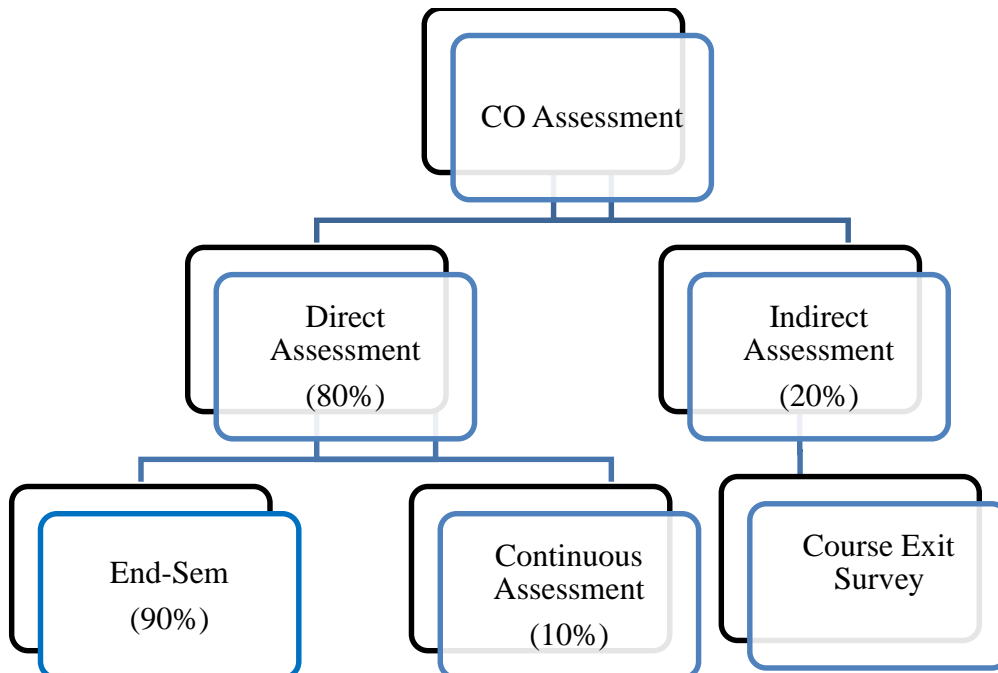 CO Assessment
Direct
Assessment
(80%)
Indirect
Assessment
(20%)
End-Sem
(90%)
Continuous
Assessment
(10%)
Course Exit
Survey